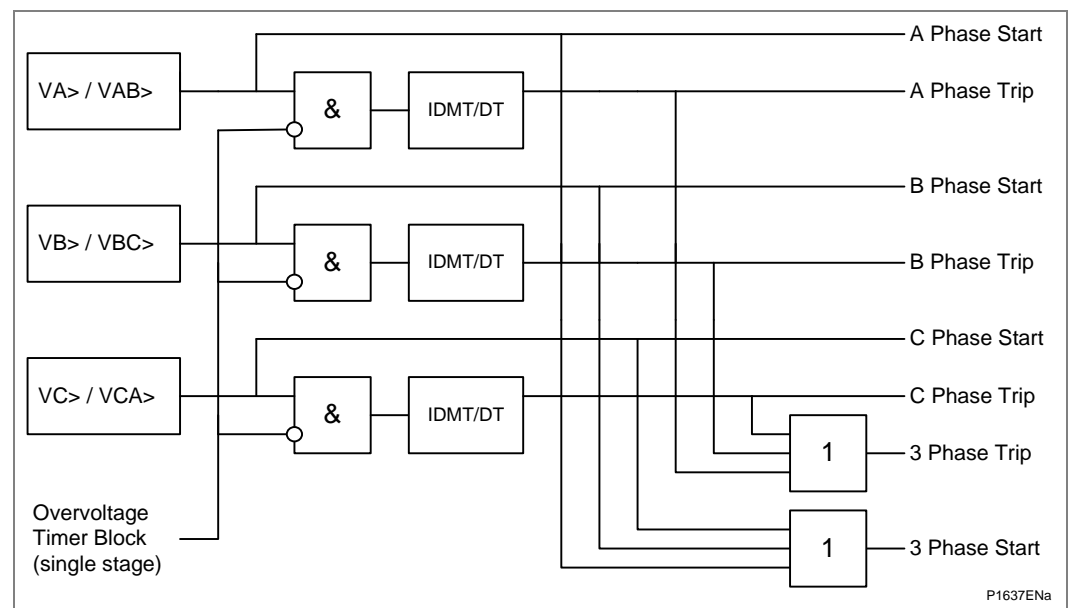 A Phase Start
VA> / VAB>
&
IDMT/DT
A Phase Trip
B Phase Start
VB> / VBC>
&
IDMT/DT
B Phase Trip
C Phase Start
VC> / VCA>
&
IDMT/DT
C Phase Trip
1
3 Phase Trip
Overvoltage
Timer Block
(single stage)
1
3 Phase Start
P1637ENa